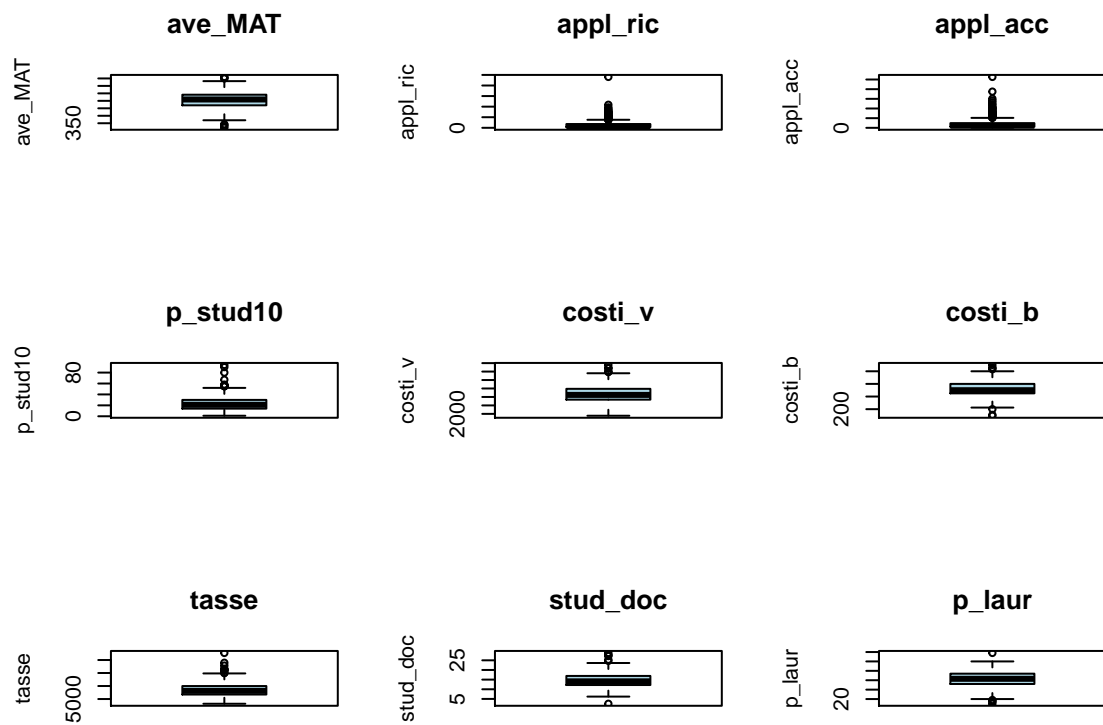 ave_MAT
appl_ric
appl_acc
ave_MAT
350
appl_ric
0
appl_acc
0
p_stud10
costi_v
costi_b
p_stud10
0
80
costi_v
2000
costi_b
200
tasse
stud_doc
p_laur
tasse
5000
stud_doc
5
25
p_laur
20